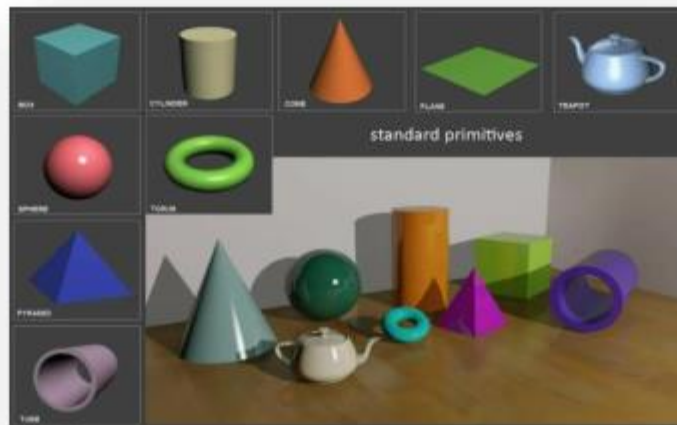 BOX
CYLINDER
CONE
PLANE
TEAPOT
standard primitives
SPHERE
TORUS
PYRAMID
TUBE